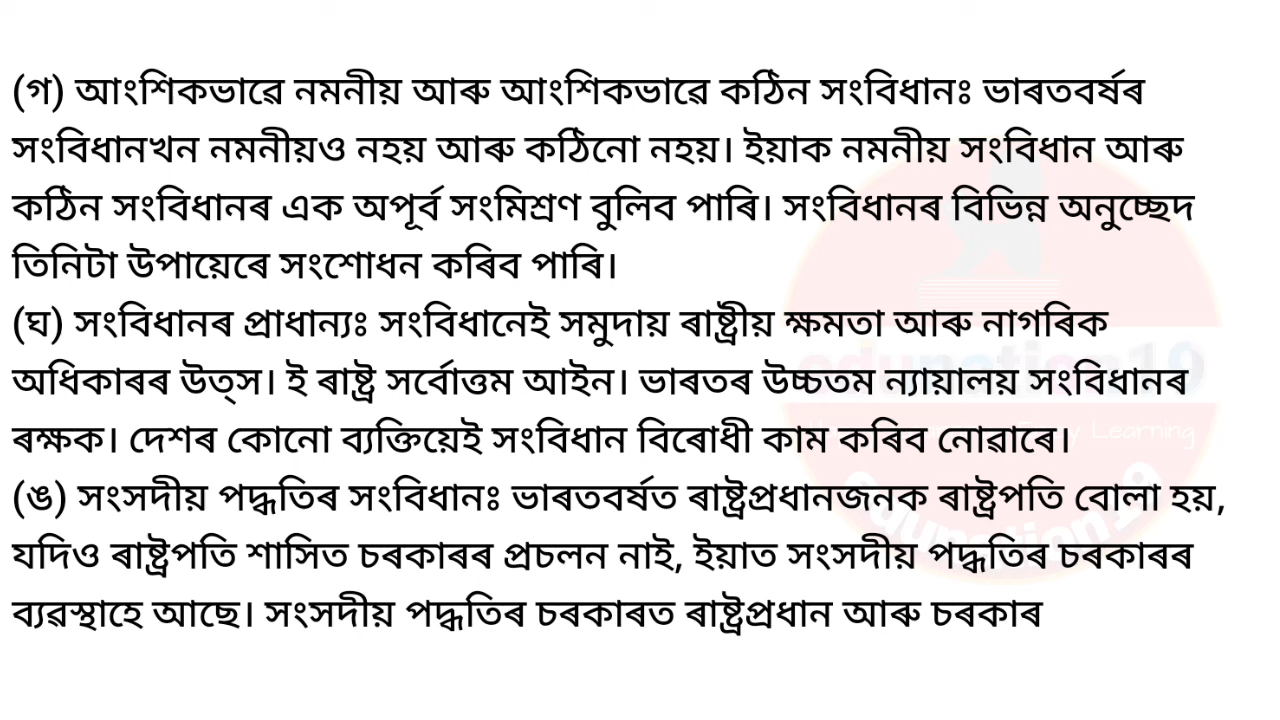 (গ) আংশিকভাৱে নমনীয় আৰু আংশিকভাৱে কঠিন সংবিধানঃ ভাৰতবৰ্ষৰ
সংবিধানখন নমনীয়ও নহয় আৰু কঠিনো নহয়। ইয়াক নমনীয় সংবিধান আৰু
কঠিন সংবিধানৰ এক অপূৰ্ব সংমিশ্ৰণ বুলিব পাৰি। সংবিধানৰ বিভিন্ন অনুচ্ছেদ
তিনিটা উপায়েৰে সংশোধন কৰিব পাৰি।
(ঘ) সংবিধানৰ প্ৰাধান্যঃ সংবিধানেই সমুদায় ৰাষ্ট্ৰীয় ক্ষমতা আৰু নাগৰিক
অধিকাৰৰ উত্স। ই ৰাষ্ট্ৰ সৰ্বোত্তম আইন। ভাৰতৰ উচ্চতম ন্যায়ালয় সংবিধানৰ
ৰক্ষক। দেশৰ কোনো ব্যক্তিয়েই সংবিধান বিৰোধী কাম কৰিব নোৱাৰে।
(ঙ) সংসদীয় পদ্ধতিৰ সংবিধানঃ ভাৰতবৰ্ষত ৰাষ্ট্ৰপ্ৰধানজনক ৰাষ্ট্ৰপতি বোলা হয়,
যদিও ৰাষ্ট্ৰপতি শাসিত চৰকাৰৰ প্ৰচলন নাই, ইয়াত সংসদীয় পদ্ধতিৰ চৰকাৰৰ
ব্যৱস্থাহে আছে। সংসদীয় পদ্ধতিৰ চৰকাৰত ৰাষ্ট্ৰপ্ৰধান আৰু চৰকাৰ
edunation19
Learning
edunation19